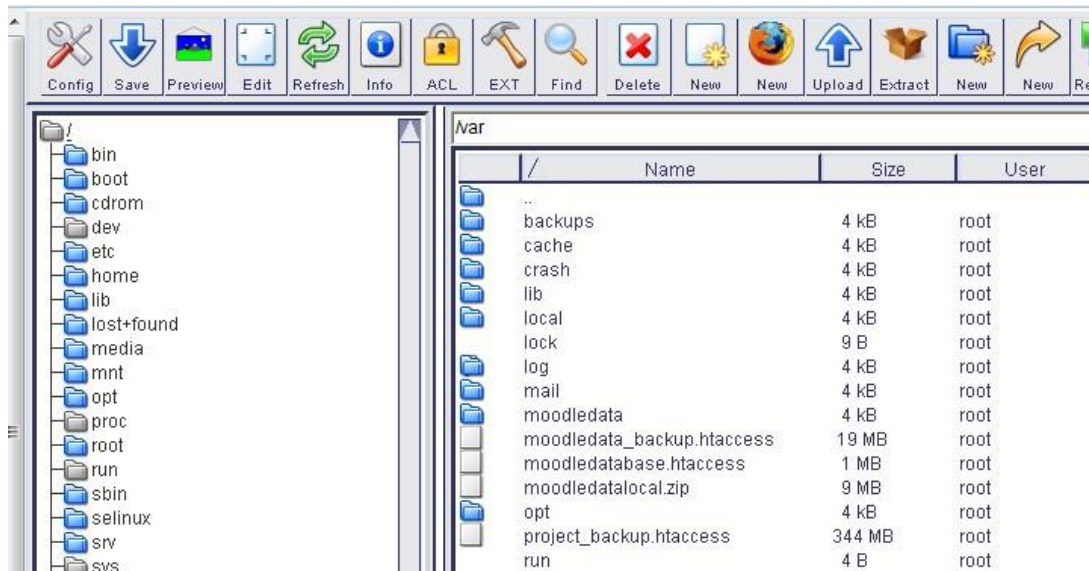 Config Save Preview Edit Refresh Info ACL EXT Find Delete New New Upload Extract New New
/
bin
boot
cdrom
dev
etc
home
lib
lost+found
media
mnt
opt
proc
root
run
sbin
selinux
srv
sys
/var
/ Name Size User
..
backups 4 kB root
cache 4 kB root
crash 4 kB root
lib 4 kB root
local 4 kB root
lock 9 B root
log 4 kB root
mail 4 kB root
moodledata 4 kB root
moodledata_backup.htaccess 19 MB root
moodledatabase.htaccess 1 MB root
moodledatalocal.zip 9 MB root
opt 4 kB root
project_backup.htaccess 344 MB root
run 4 B root